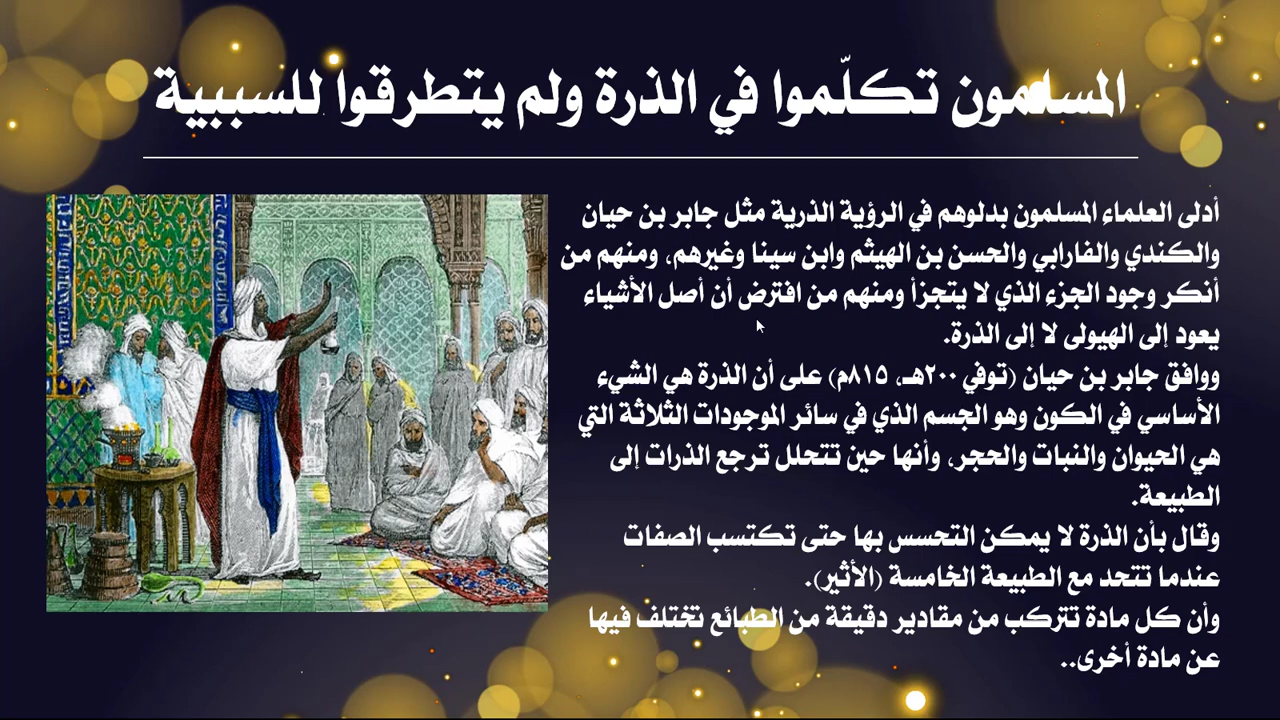 المسلمون تكلّموا في الذرة ولم يتطرقوا للسببية
أدلى العلماء المسلمون بدلوهم في الرؤية الذرية مثل جابر بن حيان
والكندي والفارابي والحسن بن الهيثم وابن سينا وغيرهم، ومنهم من
أنكر وجود الجزء الذي لا يتجزأ ومنهم من افترض أن أصل الأشياء
يعود إلى الهيولى لا إلى الذرة.
ووافق جابر بن حيان (توفي ٢٠٠هـ، ٨١٥م) على أن الذرة هي الشيء
الأساسي في الكون وهو الجسم الذي في سائر الموجودات الثلاثة التي
هي الحيوان والنبات والحجر، وأنها حين تتحلل ترجع الذرات إلى
الطبيعة.
وقال بأن الذرة لا يمكن التحسس بها حتى تكتسب الصفات
عندما تتحد مع الطبيعة الخامسة (الأثير).
وأن كل مادة تتركب من مقادير دقيقة من الطبائع تختلف فيها
عن مادة أخرى..